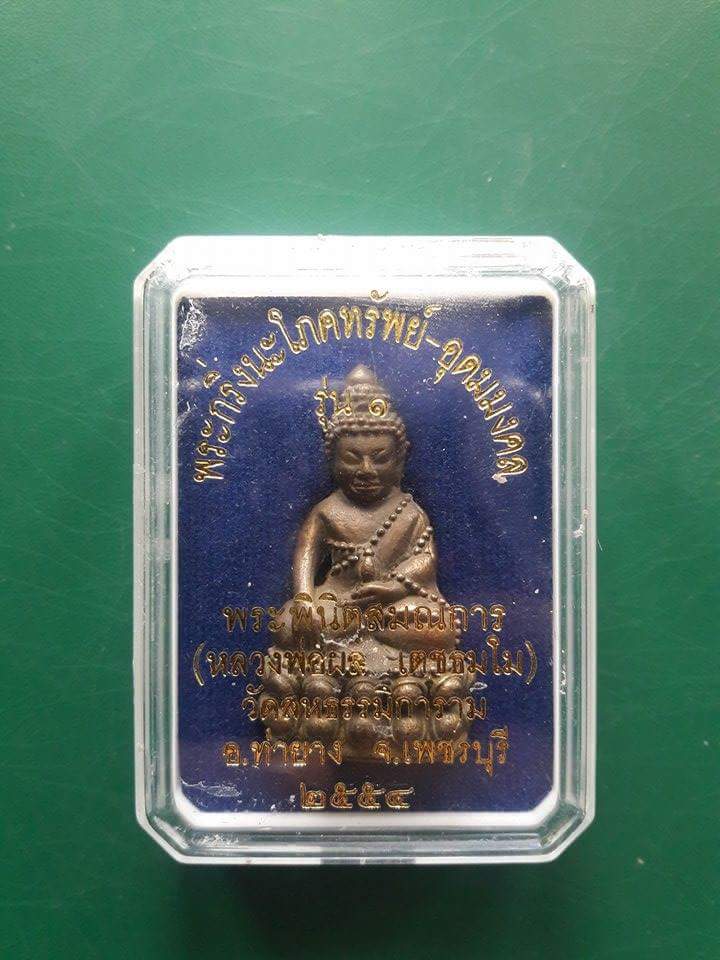 พระกริ่งนะโภคทรัพย์-อุดมมงคล
รุ่น ๑
พระพินิตสมณการ
(หลวงพ่อผล เตชธมฺโม)
วัดสหธรรมิการาม
อ.ท่ายาง จ.เพชรบุรี
๒๕๕๔